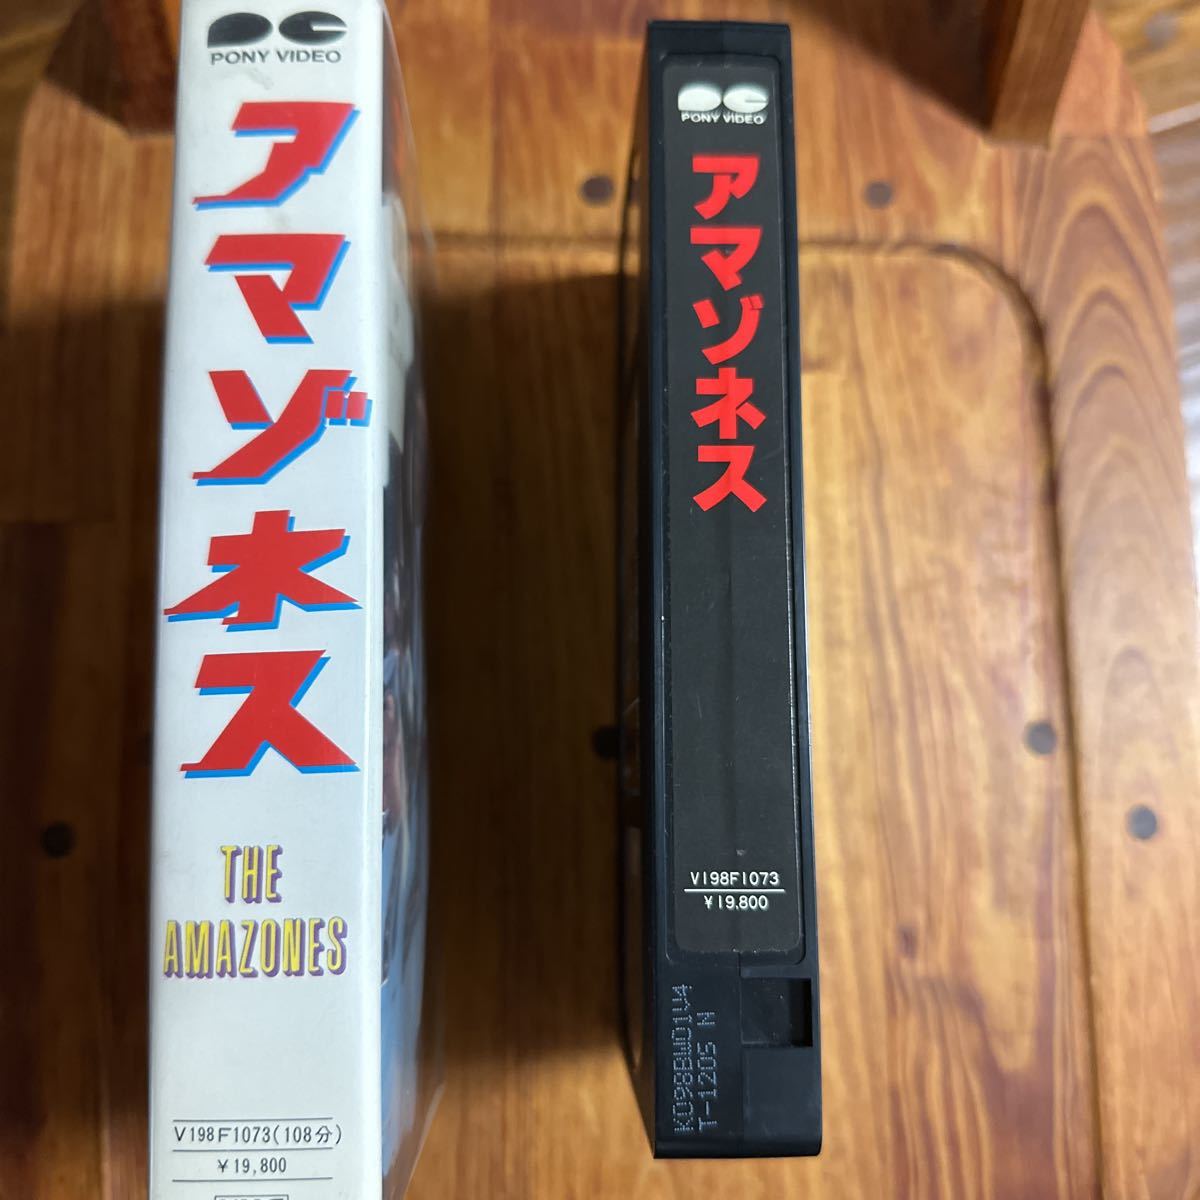 PONY VIDEO
アマゾネス
THE
AMAZONES
V198F1073(108分)
¥19,800
PONY VIDEO
アマゾネス
V198F1073
¥19,800
K098BW01V4
T-1205 N